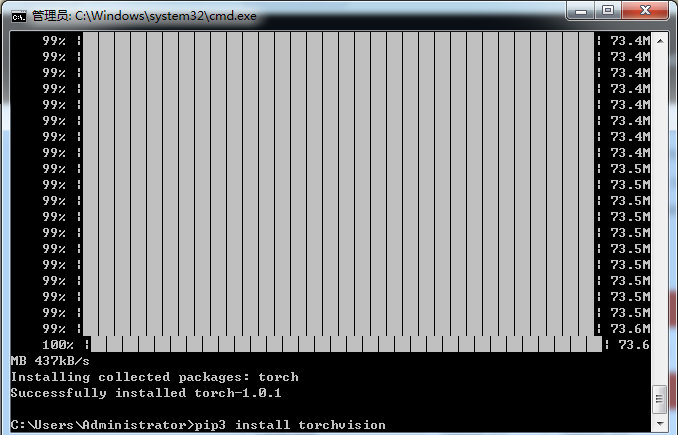 管理员: C:\Windows\system32\cmd.exe
99% | | 73.4M
99% | | 73.4M
99% | | 73.4M
99% | | 73.4M
99% | | 73.4M
99% | | 73.4M
99% | | 73.4M
99% | | 73.4M
99% | | 73.5M
99% | | 73.5M
99% | | 73.5M
99% | | 73.5M
99% | | 73.5M
99% | | 73.5M
99% | | 73.5M
99% | | 73.5M
99% | | 73.5M
99% | | 73.5M
99% | | 73.6M
100% | | 73.6
MB 437kB/s
Installing collected packages: torch
Successfully installed torch-1.0.1
C:\Users\Administrator>pip3 install torchvision